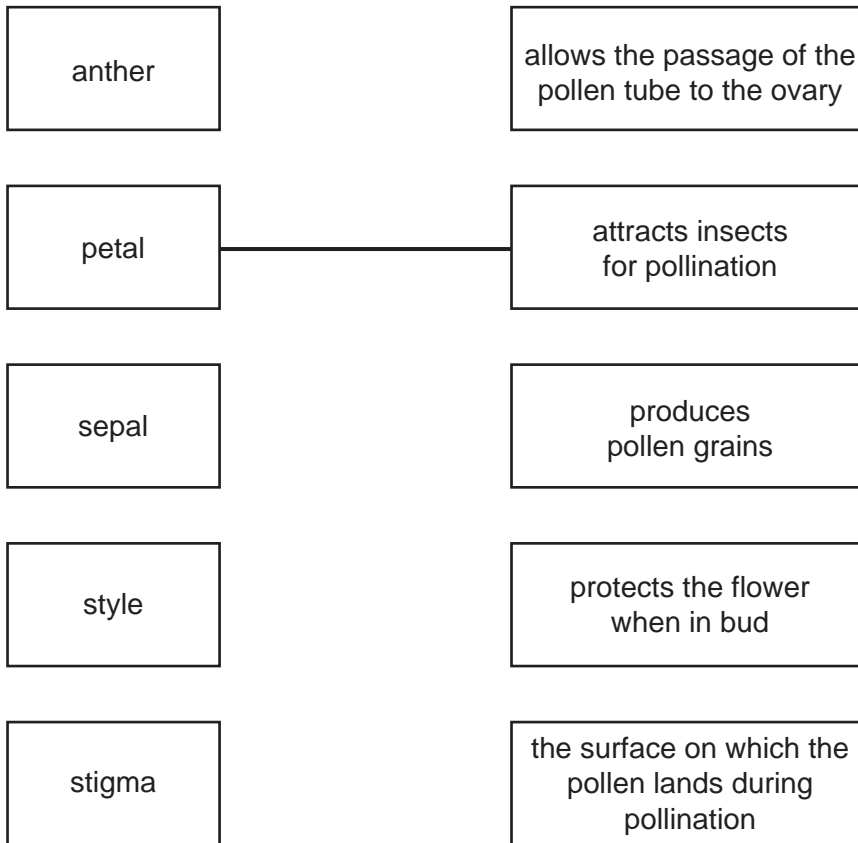 anther
allows the passage of the
pollen tube to the ovary
petal
attracts insects
for pollination
sepal
produces
pollen grains
style
protects the flower
when in bud
stigma
the surface on which the
pollen lands during
pollination